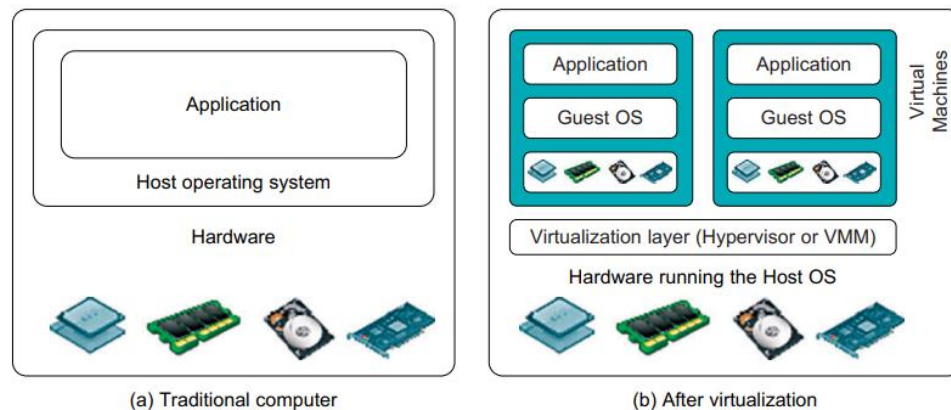 Application
Host operating system
Hardware
(a) Traditional computer
Application
Guest OS
Application
Guest OS
Virtual
Machines
Virtualization layer (Hypervisor or VMM)
Hardware running the Host OS
(b) After virtualization